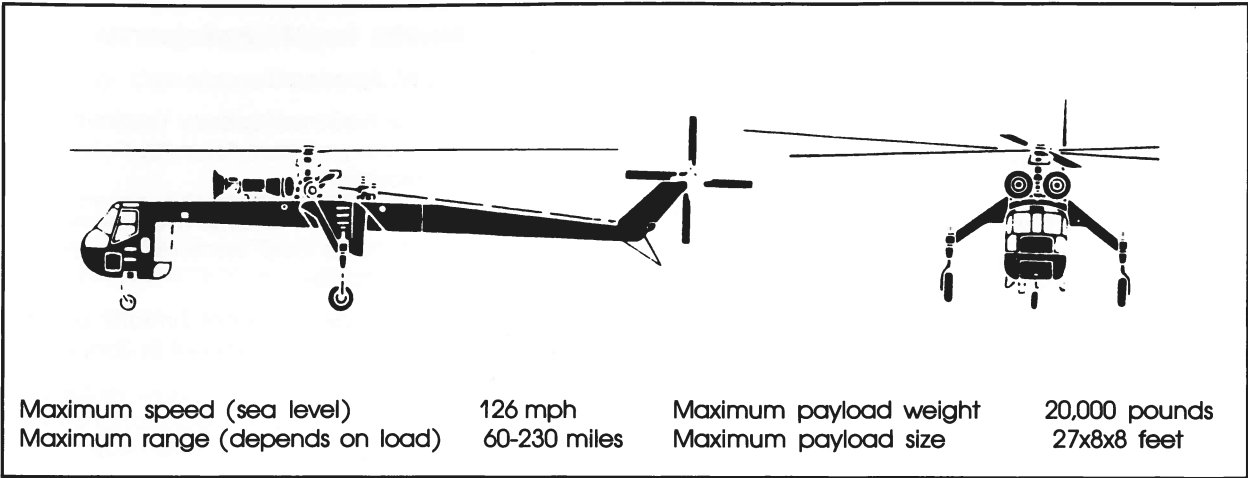 Maximum speed (sea level) 126 mph Maximum payload weight 20,000 pounds
Maximum range (depends on load) 60-230 miles Maximum payload size 27x8x8 feet